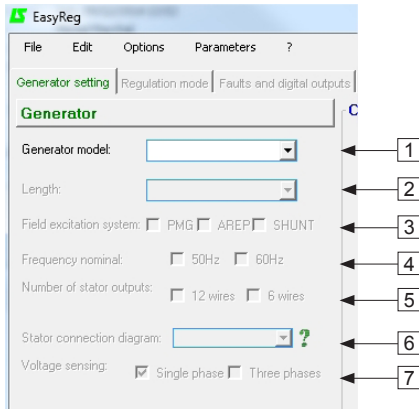 LS EasyReg
File Edit Options Parameters ?
Generator setting Regulation mode Faults and digital outputs
Generator
Generator model: 1
Length: 2
Field excitation system: PMG AREP SHUNT 3
Frequency nominal: 50Hz 60Hz 4
Number of stator outputs: 12 wires 6 wires 5
Stator connection diagram: ? 6
Voltage sensing: Single phase Three phases 7